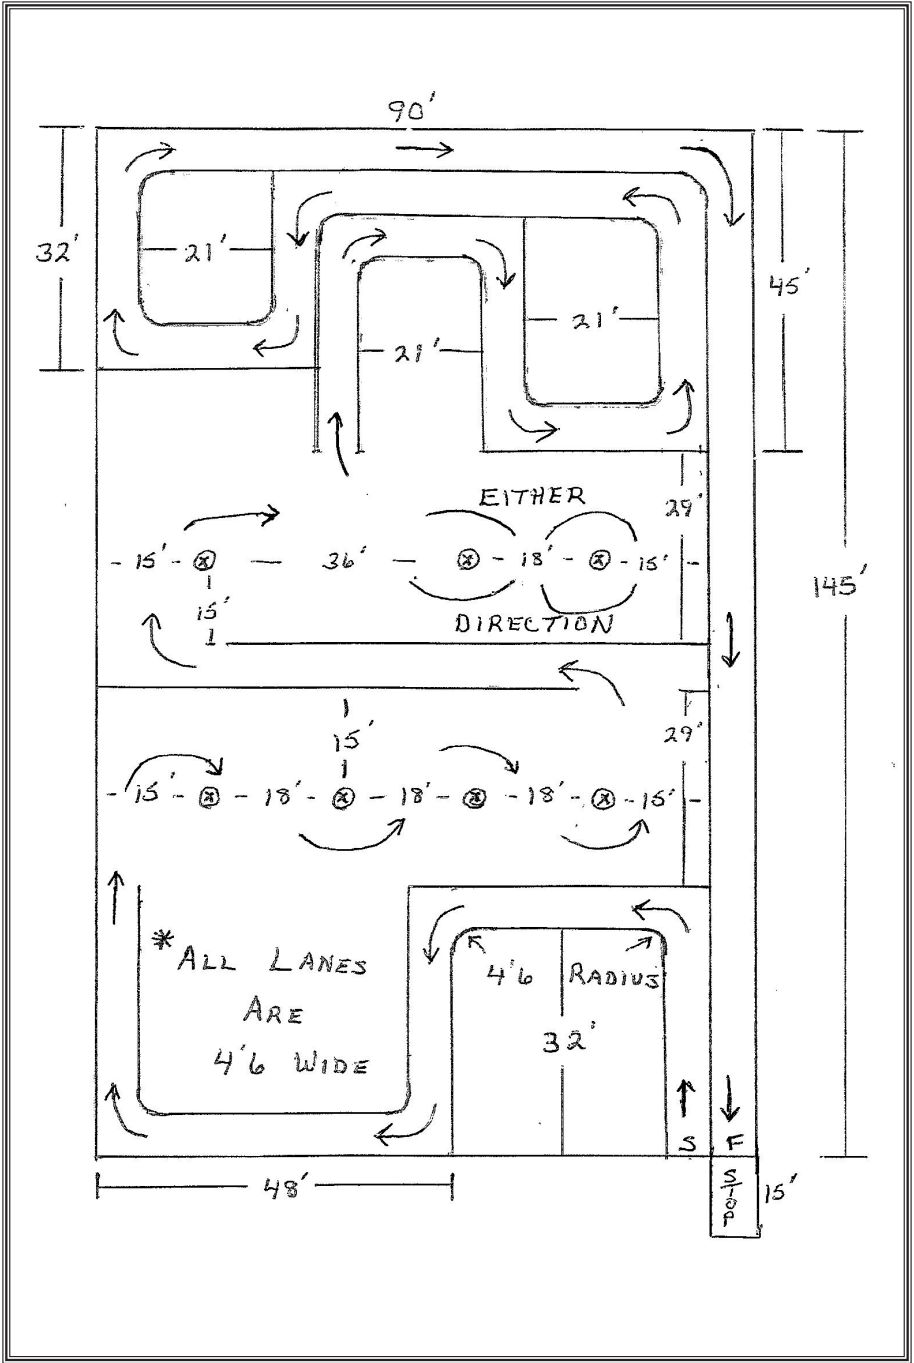 90'
32'
21'
45'
21'
21'
EITHER
29'
- 15' - ⊗ — 36' — ⊗ - 18' - ⊗ - 15' -
145'
15'
DIRECTION
15'
29'
- 15' - ⊗ - 18' - ⊗ - 18' - ⊗ - 18' - ⊗ - 15' -
*ALL LANES
ARE
4'6 WIDE
4'6 RADIUS
32'
S F
48'
STOP
15'